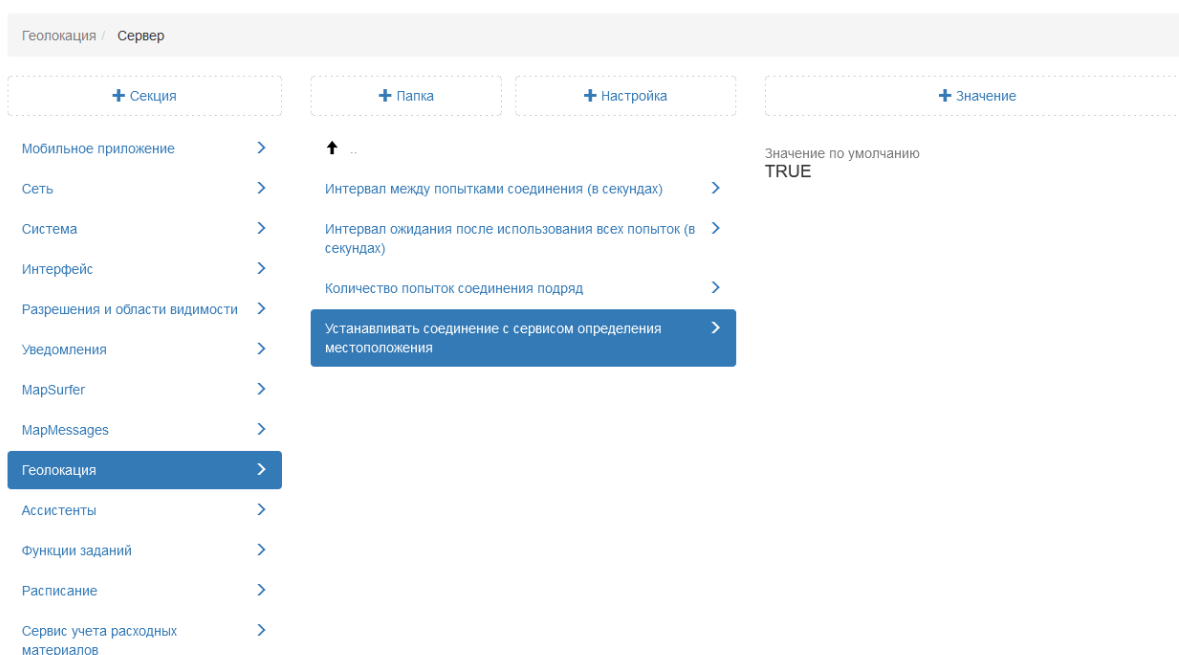 Геолокация / Сервер
+ Секция
+ Папка
+ Настройка
+ Значение
Мобильное приложение
Сеть
Система
Интерфейс
Разрешения и области видимости
Уведомления
MapSurfer
MapMessages
Геолокация
Ассистенты
Функции заданий
Расписание
Сервис учета расходных
материалов
..
Интервал между попытками соединения (в секундах)
Интервал ожидания после использования всех попыток (в
секундах)
Количество попыток соединения подряд
Устанавливать соединение с сервисом определения
местоположения
Значение по умолчанию
TRUE